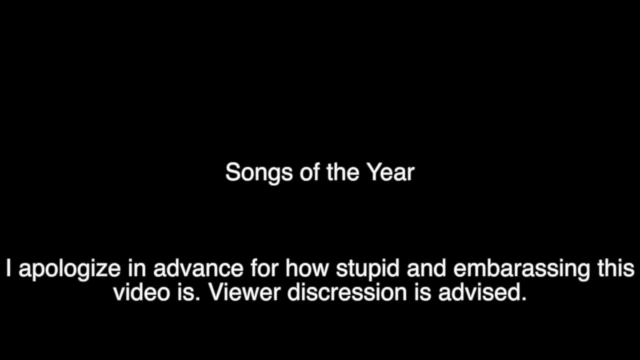 Songs of the Year
I apologize in advance for how stupid and embarassing this
video is. Viewer discression is advised.